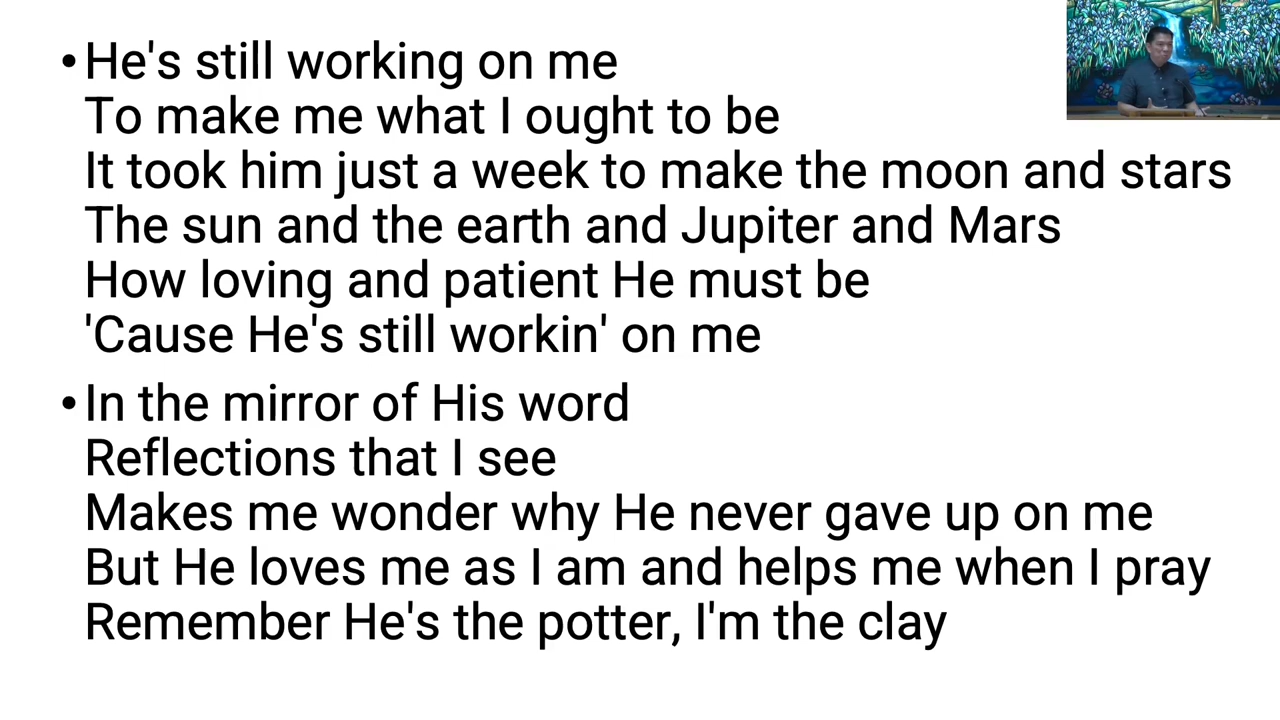 •He's still working on me
To make me what I ought to be
It took him just a week to make the moon and stars
The sun and the earth and Jupiter and Mars
How loving and patient He must be
'Cause He's still workin' on me
•In the mirror of His word
Reflections that I see
Makes me wonder why He never gave up on me
But He loves me as I am and helps me when I pray
Remember He's the potter, I'm the clay